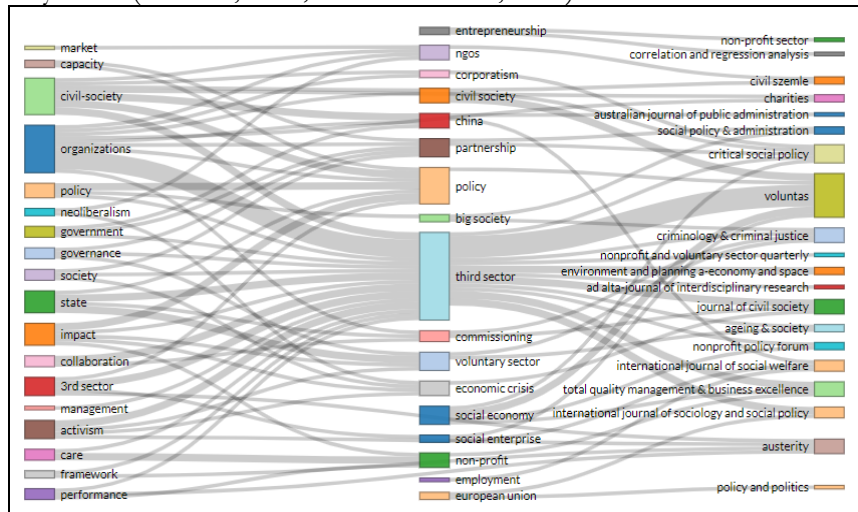 market
capacity
civil-society
organizations
policy
neoliberalism
government
governance
society
state
impact
collaboration
3rd sector
management
activism
care
framework
performance
entrepreneurship
ngos
corporatism
civil society
china
partnership
policy
big society
third sector
commissioning
voluntary sector
economic crisis
social economy
social enterprise
non-profit
employment
european union
non-profit sector
correlation and regression analysis
civil szemle
charities
australian journal of public administration
social policy & administration
critical social policy
voluntas
criminology & criminal justice
nonprofit and voluntary sector quarterly
environment and planning a-economy and space
ad alta-journal of interdisciplinary research
journal of civil society
ageing & society
nonprofit policy forum
international journal of social welfare
total quality management & business excellence
international journal of sociology and social policy
austerity
policy and politics